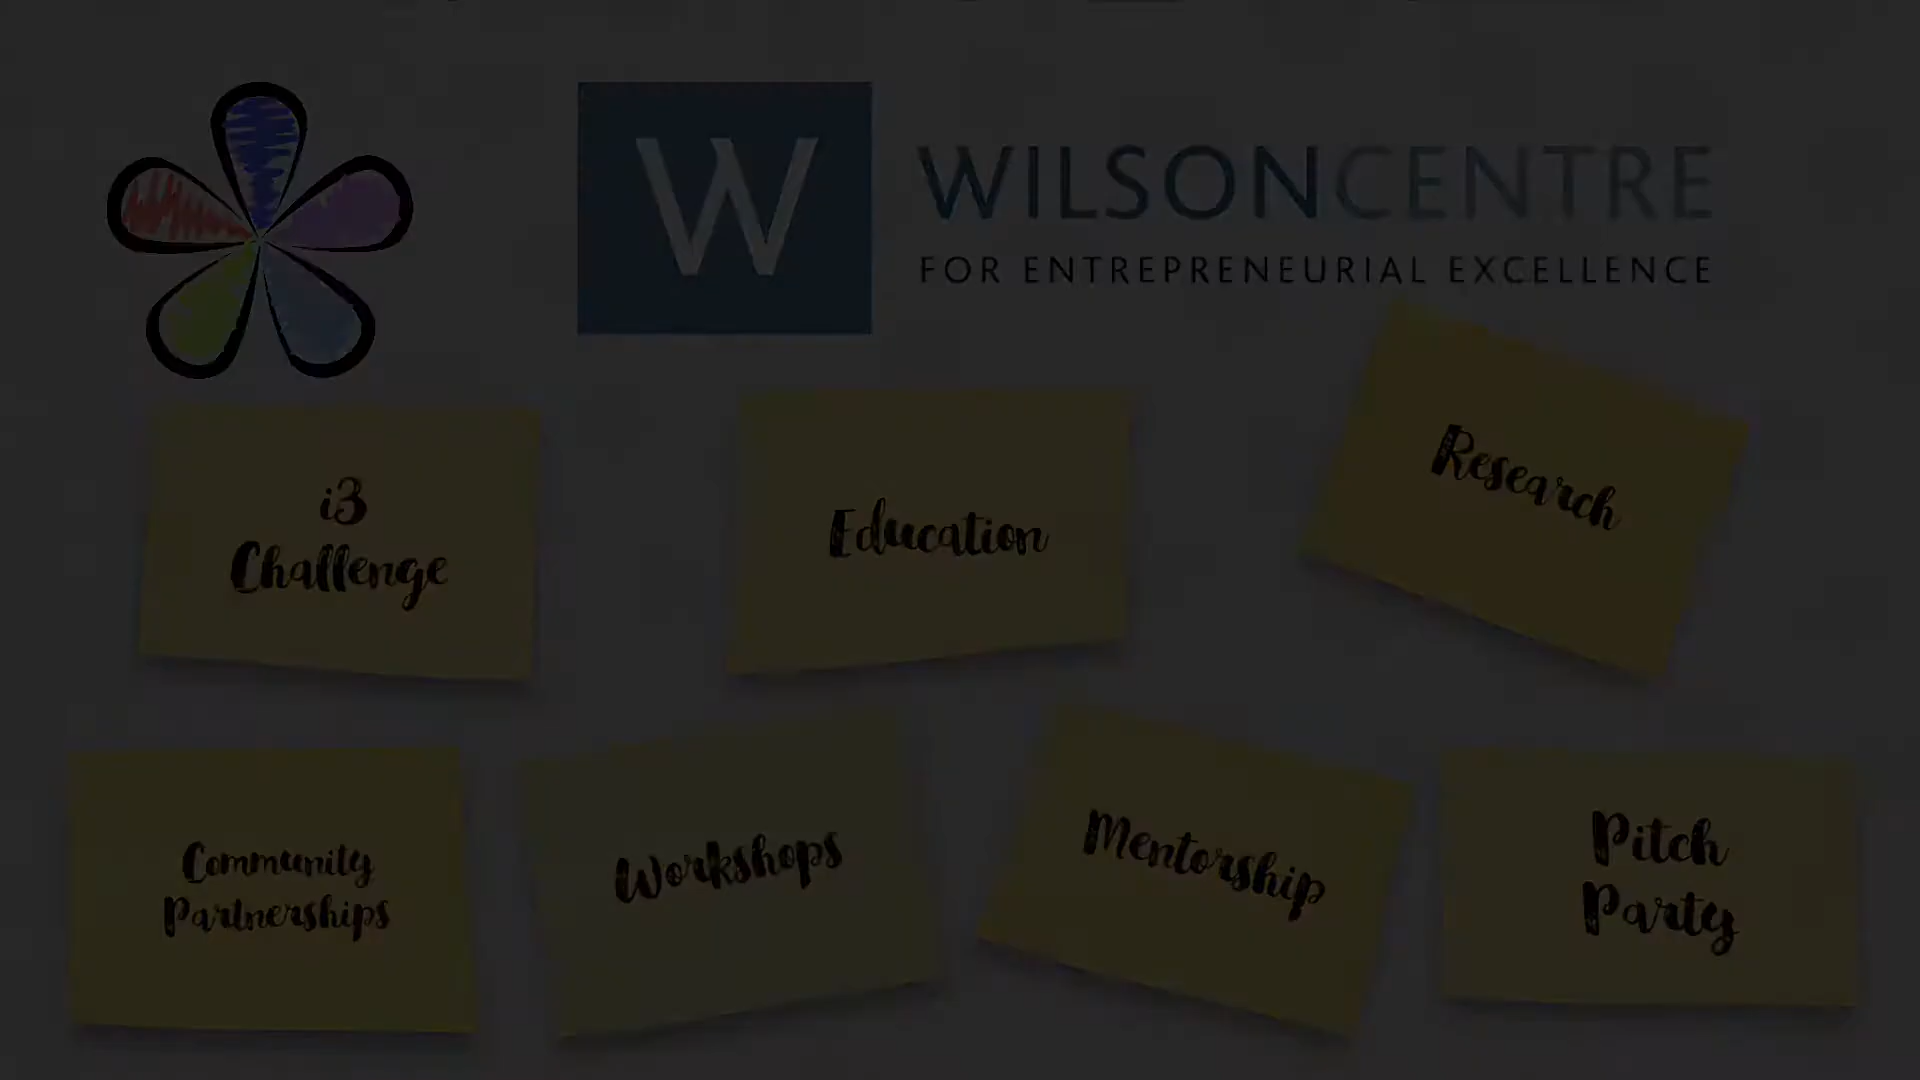 W
WILSONCENTRE
FOR ENTREPRENEURIAL EXCELLENCE
i3
Challenge
Education
Research
Community
Partnerships
Workshops
Mentorship
Pitch
Party